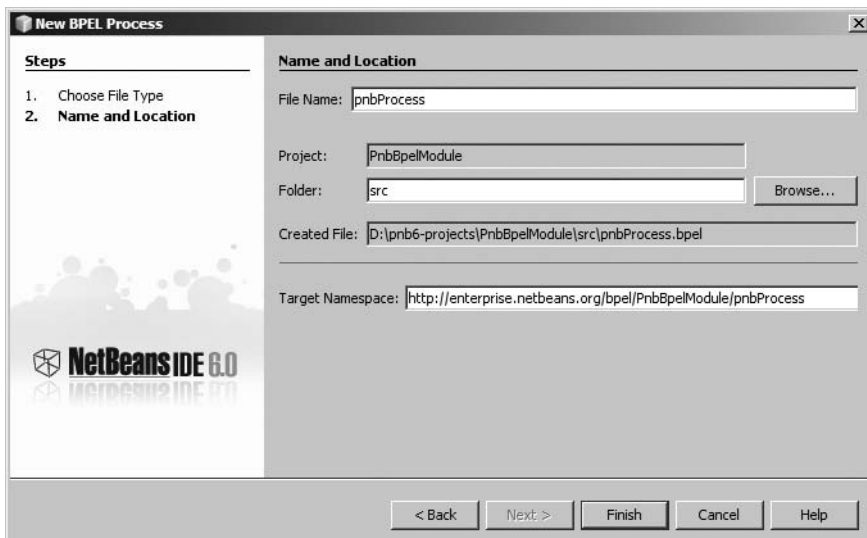 New BPEL Process
Steps
1. Choose File Type
2. Name and Location
NetBeans IDE 6.0
Name and Location
File Name: pnbProcess
Project: PnbBpelModule
Folder: src Browse...
Created File: D:\pnb6-projects\PnbBpelModule\src\pnbProcess.bpel
Target Namespace: http://enterprise.netbeans.org/bpel/PnbBpelModule/pnbProcess
< Back Next > Finish Cancel Help